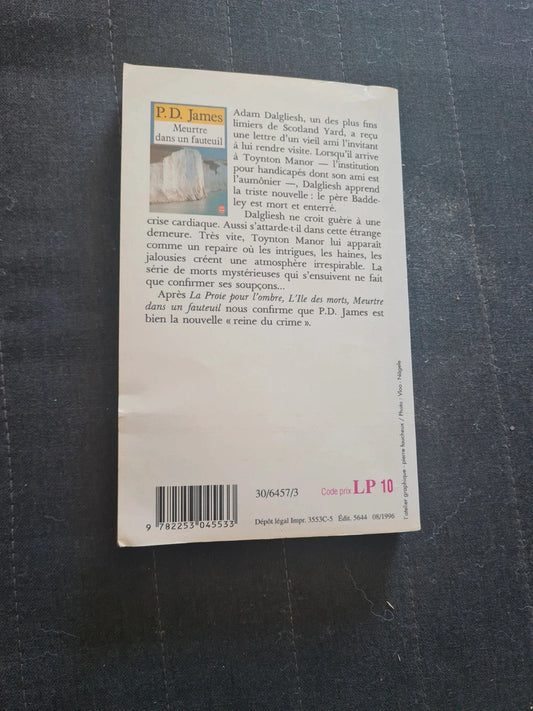 P.D. James
Meurtre
dans un fauteuil
Adam Dalgliesh, un des plus fins
limiers de Scotland Yard, a reçu
une lettre d'un vieil ami l'invitant
à lui rendre visite. Lorsqu'il arrive
à Toynton Manor — l'institution
pour handicapés dont son ami est
l'aumônier —, Dalgliesh apprend
la triste nouvelle : le père Badde-
ley est mort et enterré.
Dalgliesh ne croit guère à une
crise cardiaque. Aussi s'attarde-t-il dans cette étrange
demeure. Très vite, Toynton Manor lui apparaît
comme un repaire où les intrigues, les haines, les
jalousies créent une atmosphère irrespirable. La
série de morts mystérieuses qui s'ensuivent ne fait
que confirmer ses soupçons...
Après La Proie pour l'ombre, L'Ile des morts, Meurtre
dans un fauteuil nous confirme que P.D. James est
bien la nouvelle « reine du crime ».
l'atelier graphique : pierre faucheux / Photo : Vloo - Nägele
30/6457/3
Code prix LP 10
9 782253 045533
Dépôt légal Impr. 3553C-5 Édit. 5644 08/1996